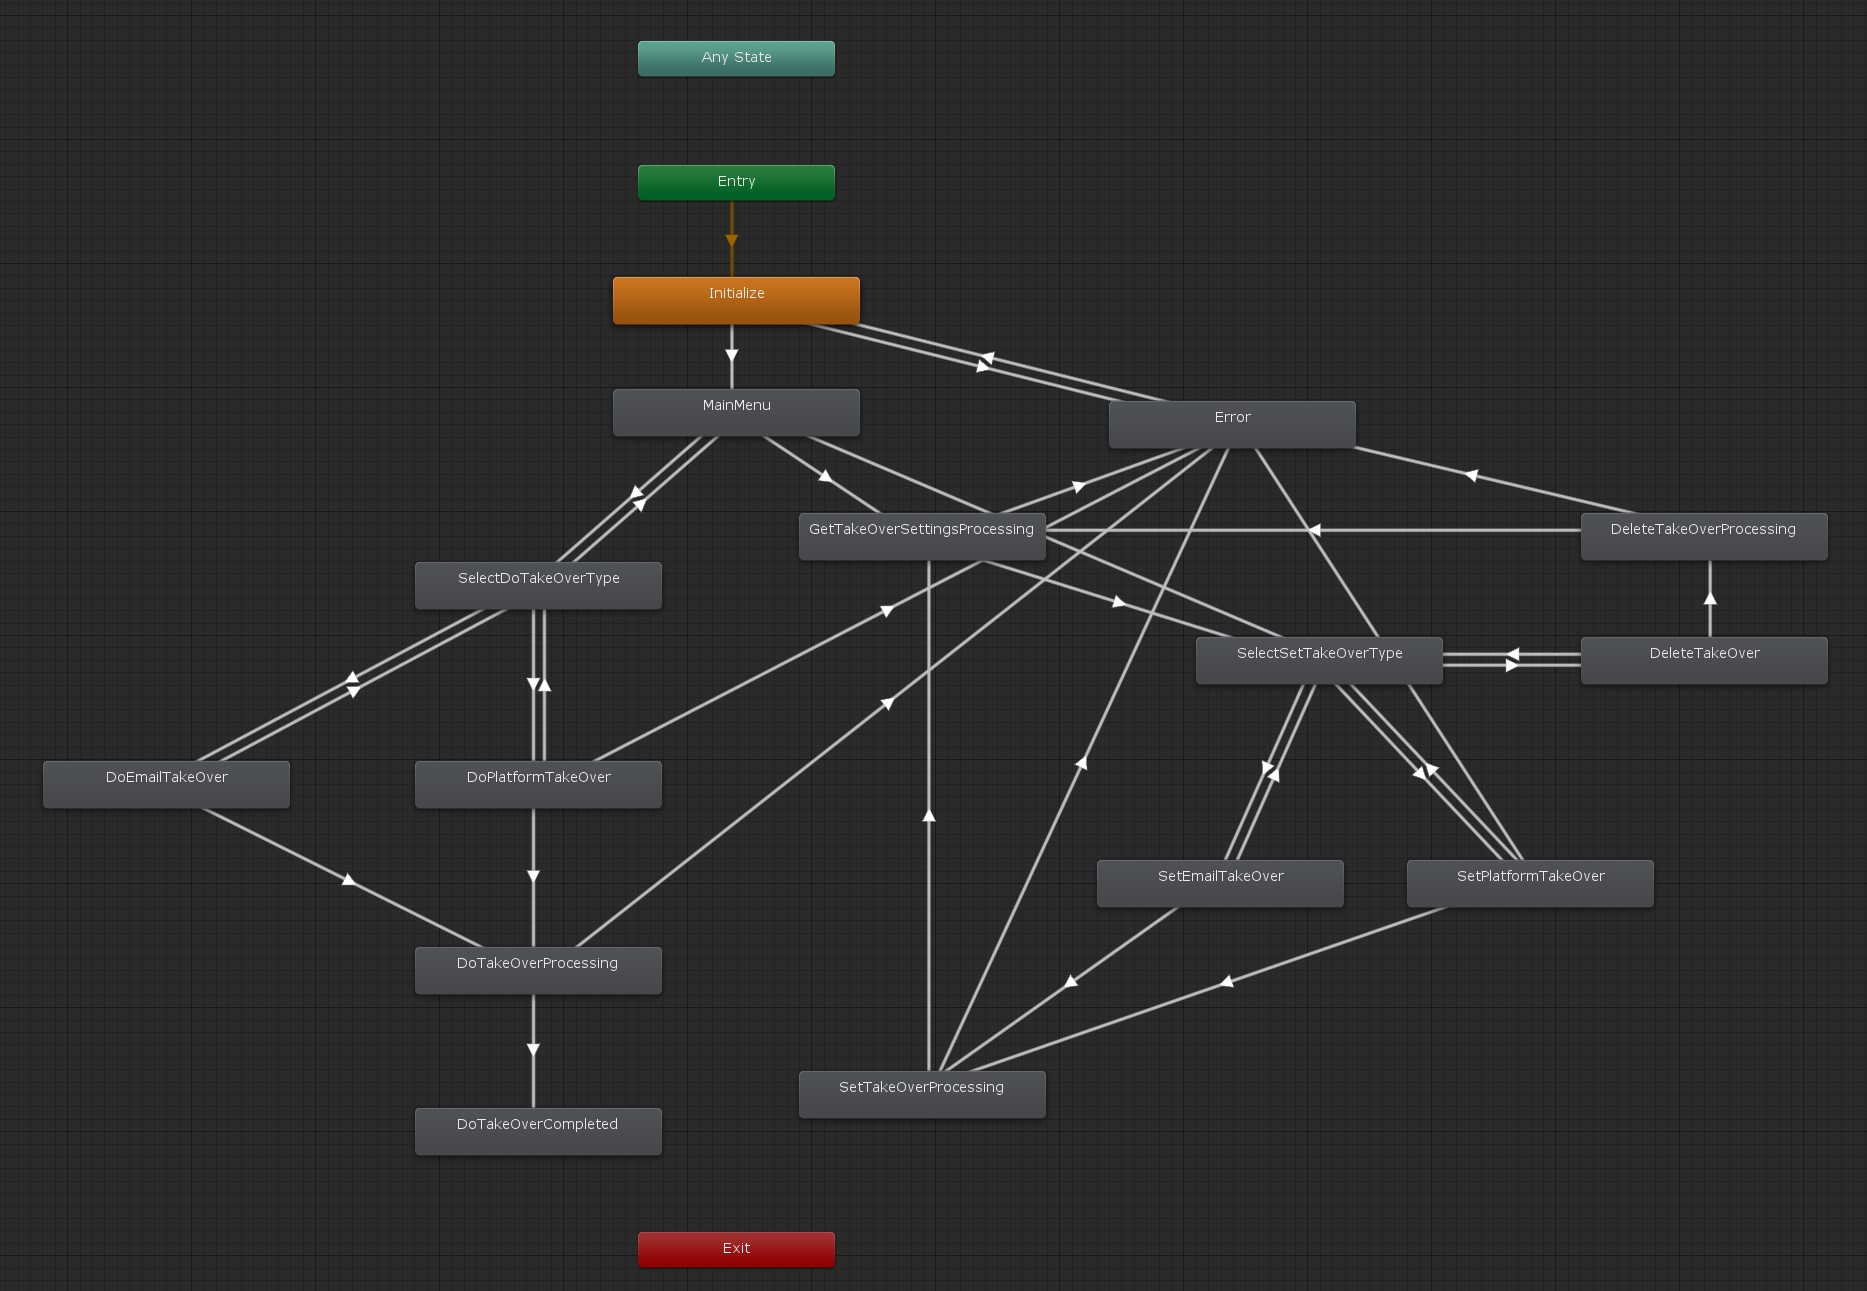 Any State
Entry
Initialize
MainMenu
Error
GetTakeOverSettingsProcessing
DeleteTakeOverProcessing
SelectDoTakeOverType
SelectSetTakeOverType
DeleteTakeOver
DoEmailTakeOver
DoPlatformTakeOver
SetEmailTakeOver
SetPlatformTakeOver
DoTakeOverProcessing
SetTakeOverProcessing
DoTakeOverCompleted
Exit